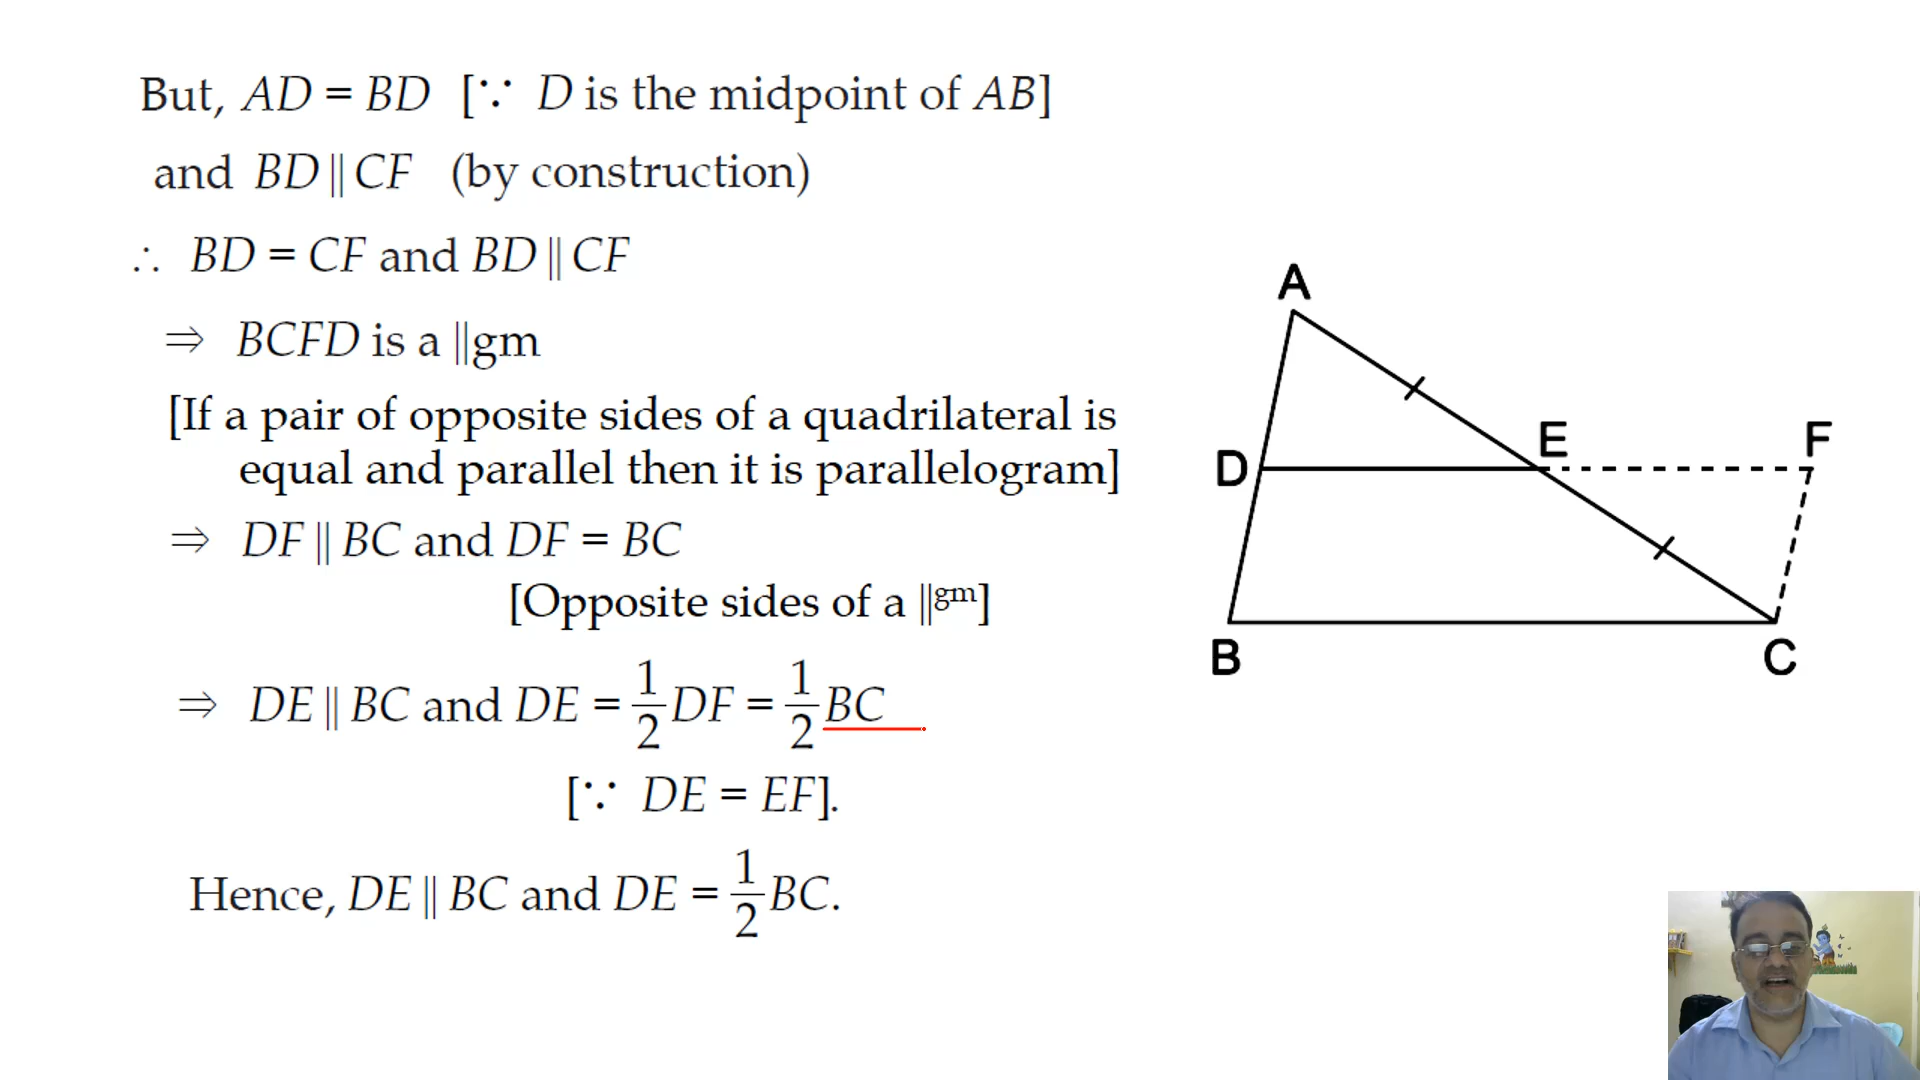 But, AD = BD [∵ D is the midpoint of AB]
and BD || CF (by construction)
∴ BD = CF and BD || CF
⇒ BCFD is a ||gm
[If a pair of opposite sides of a quadrilateral is
equal and parallel then it is parallelogram]
⇒ DF || BC and DF = BC
[Opposite sides of a ||gm]
⇒ DE || BC and DE = 1/2 DF = 1/2 BC
[∵ DE = EF].
Hence, DE || BC and DE = 1/2 BC.
A
D
E
F
B
C